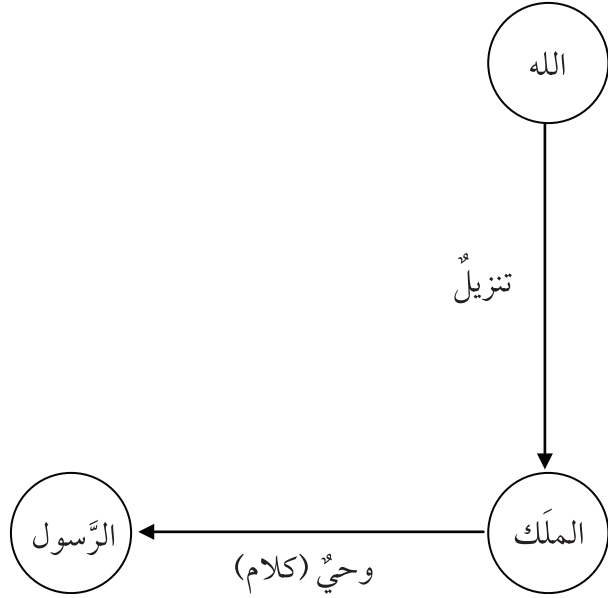 الله
تنزيلٌ
الملَك
الرَّسول
وحيٌ (كلام)